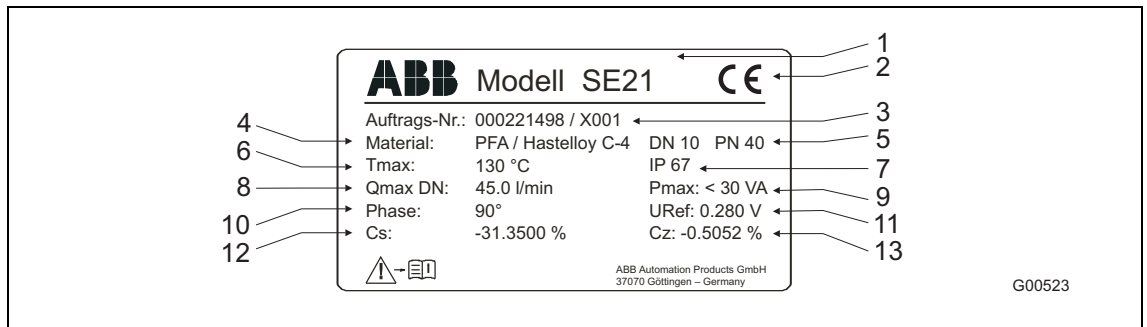 1
ABB Modell SE21 CE 2
Auftrags-Nr.: 000221498 / X001 3
4 Material: PFA / Hastelloy C-4 DN 10 PN 40 5
6 Tmax: 130 °C IP 67 7
8 Qmax DN: 45.0 l/min Pmax: < 30 VA 9
10 Phase: 90° URef: 0.280 V 11
12 Cs: -31.3500 % Cz: -0.5052 % 13
ABB Automation Products GmbH
37070 Göttingen – Germany
G00523